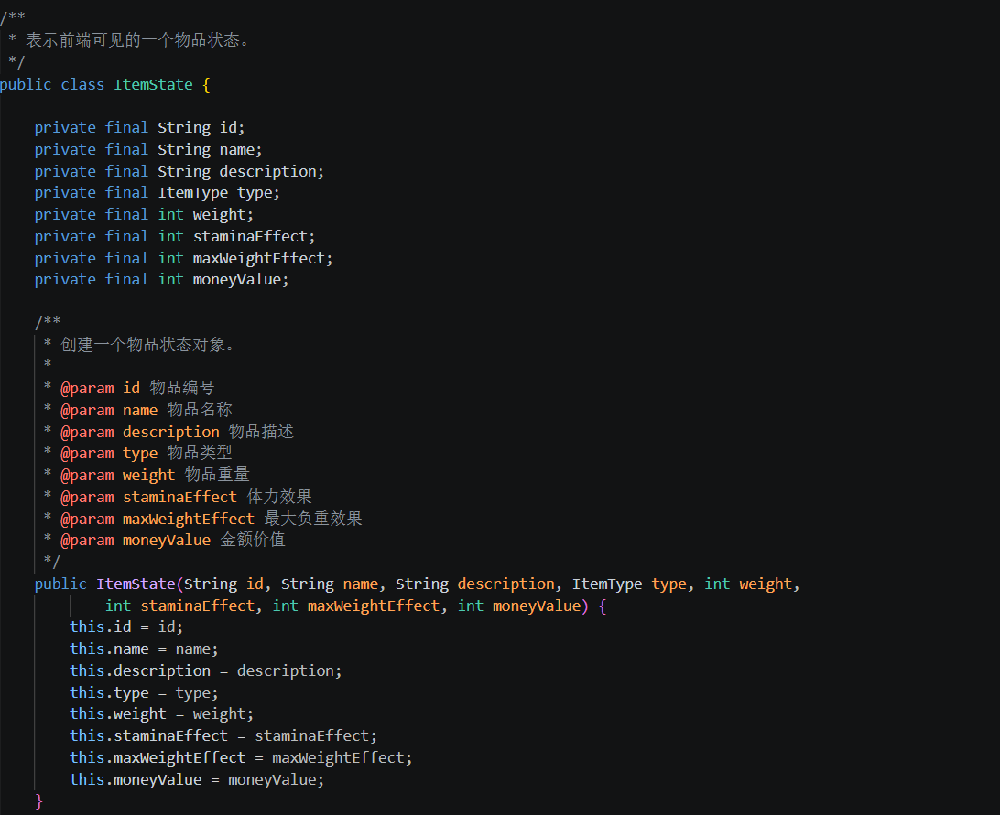 /**
 * 表示前端可见的一个物品状态。
 */
public class ItemState {
    private final String id;
    private final String name;
    private final String description;
    private final ItemType type;
    private final int weight;
    private final int staminaEffect;
    private final int maxWeightEffect;
    private final int moneyValue;
    /**
     * 创建一个物品状态对象。
     *
     * @param id 物品编号
     * @param name 物品名称
     * @param description 物品描述
     * @param type 物品类型
     * @param weight 物品重量
     * @param staminaEffect 体力效果
     * @param maxWeightEffect 最大负重效果
     * @param moneyValue 金额价值
     */
    public ItemState(String id, String name, String description, ItemType type, int weight,
            int staminaEffect, int maxWeightEffect, int moneyValue) {
        this.id = id;
        this.name = name;
        this.description = description;
        this.type = type;
        this.weight = weight;
        this.staminaEffect = staminaEffect;
        this.maxWeightEffect = maxWeightEffect;
        this.moneyValue = moneyValue;
    }